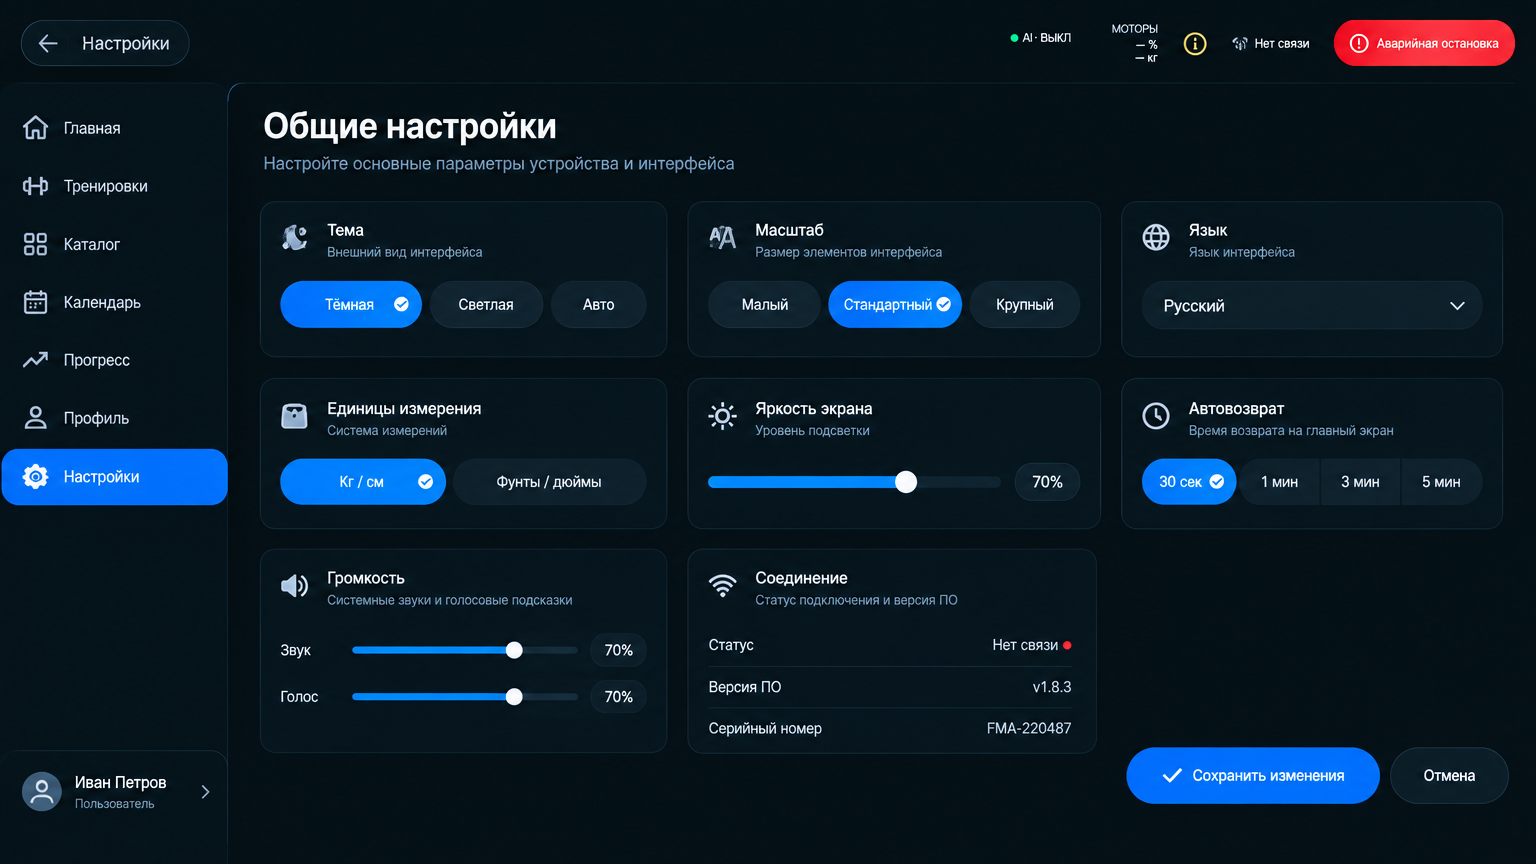 Настройки
AI · ВЫКЛ
МОТОРЫ
– %
– кг
Нет связи
Аварийная остановка
Главная
Тренировки
Каталог
Календарь
Прогресс
Профиль
Настройки
Иван Петров
Пользователь
Общие настройки
Настройте основные параметры устройства и интерфейса
Тема
Внешний вид интерфейса
Тёмная
Светлая
Авто
Масштаб
Размер элементов интерфейса
Малый
Стандартный
Крупный
Язык
Язык интерфейса
Русский
Единицы измерения
Система измерений
Кг / см
Фунты / дюймы
Яркость экрана
Уровень подсветки
70%
Автовозврат
Время возврата на главный экран
30 сек
1 мин
3 мин
5 мин
Громкость
Системные звуки и голосовые подсказки
Звук
70%
Голос
70%
Соединение
Статус подключения и версия ПО
Статус
Нет связи
Версия ПО
v1.8.3
Серийный номер
FMA-220487
Сохранить изменения
Отмена